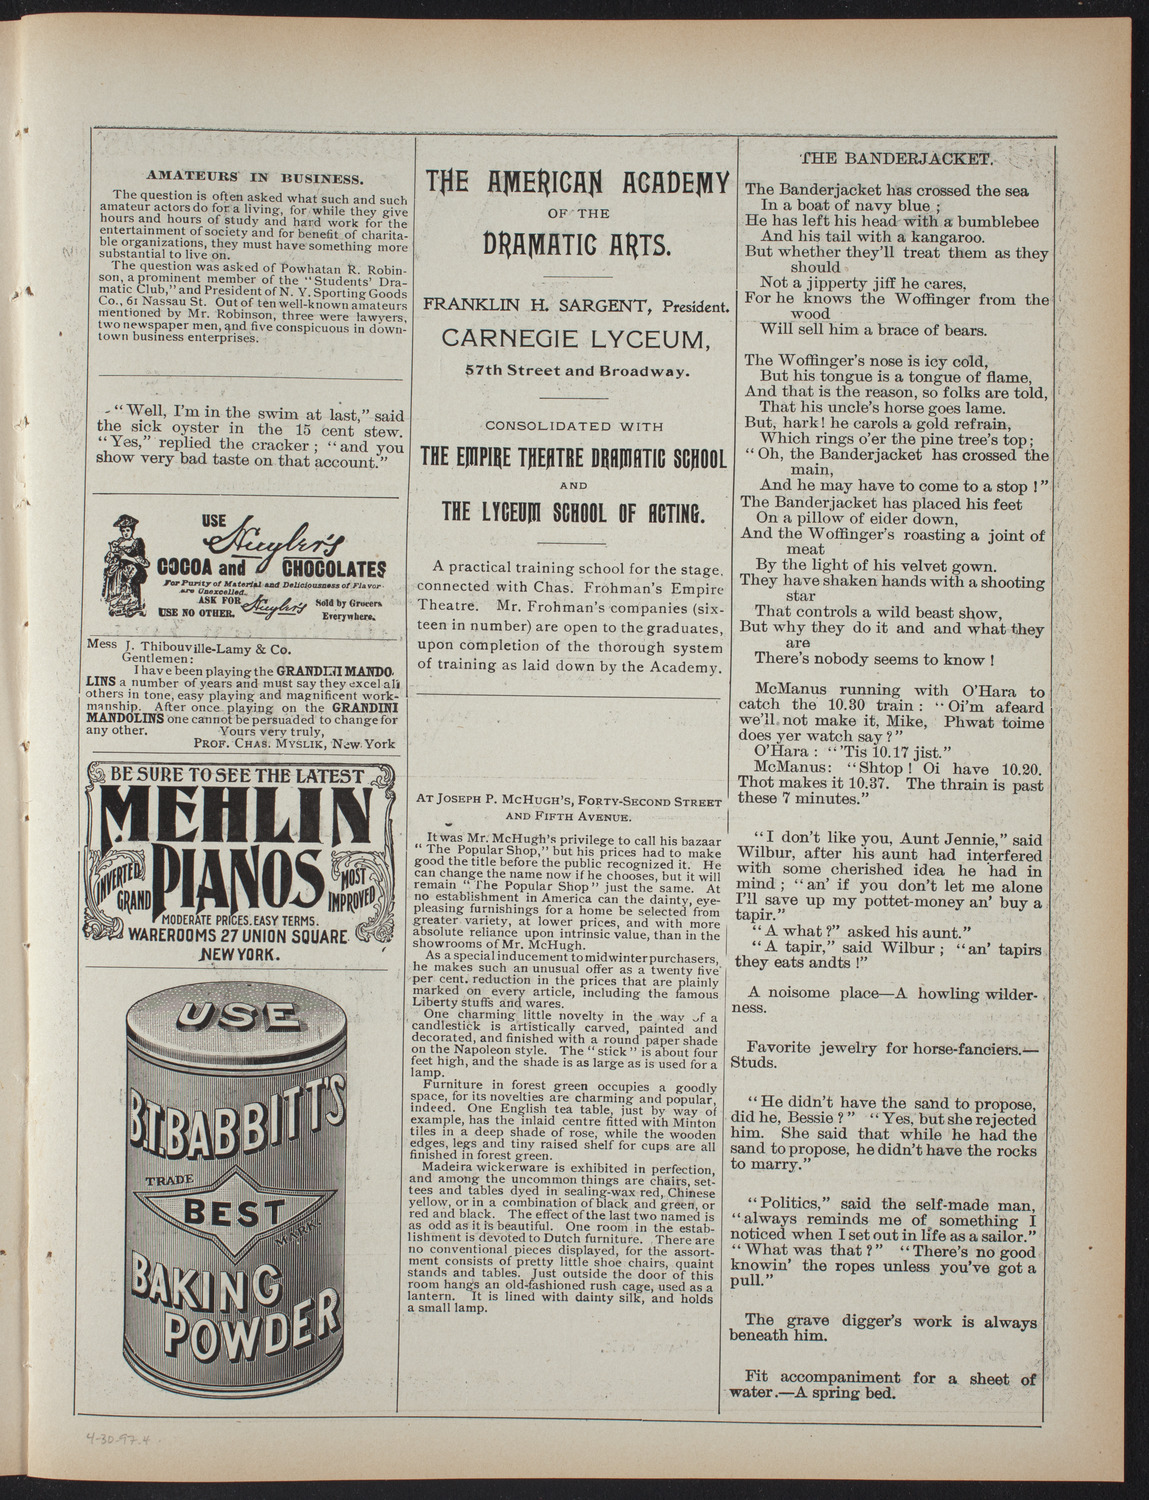 AMATEURS IN BUSINESS.
The question is often asked what such and such
amateur actors do for a living, for while they give
hours and hours of study and hard work for the
entertainment of society and for benefit of charita-
ble organizations, they must have something more
substantial to live on.
The question was asked of Powhatan R. Robin-
son, a prominent member of the "Students' Dra-
matic Club," and President of N. Y. Sporting Goods
Co., 61 Nassau St. Out of ten well-known amateurs
mentioned by Mr. Robinson, three were lawyers,
two newspaper men, and five conspicuous in down-
town business enterprises.
"Well, I'm in the swim at last," said
the sick oyster in the 15 cent stew.
"Yes," replied the cracker; "and you
show very bad taste on that account."
USE
Huyler's
COCOA and CHOCOLATES
For Purity of Material and Deliciousness of Flavor
are Unexcelled.
ASK FOR Huyler's Sold by Grocers
USE NO OTHER. Everywhere.
Mess J. Thibouville-Lamy & Co.
Gentlemen:
I have been playing the GRANDINI MANDO-
LINS a number of years and must say they excel all
others in tone, easy playing and magnificent work-
manship. After once playing on the GRANDINI
MANDOLINS one cannot be persuaded to change for
any other. Yours very truly,
PROF. CHAS. MYSLIK, New York
BE SURE TO SEE THE LATEST
MEHLIN
PIANOS
INVERTED
GRAND
MOST
IMPROVED
MODERATE PRICES. EASY TERMS.
WAREROOMS 27 UNION SQUARE
NEW YORK.
USE
B.T. BABBITT'S
TRADE
BEST
MARK.
BAKING
POWDER
THE AMERICAN ACADEMY
OF THE
DRAMATIC ARTS.
FRANKLIN H. SARGENT, President.
CARNEGIE LYCEUM,
57th Street and Broadway.
CONSOLIDATED WITH
THE EMPIRE THEATRE DRAMATIC SCHOOL
AND
THE LYCEUM SCHOOL OF ACTING.
A practical training school for the stage,
connected with Chas. Frohman's Empire
Theatre. Mr. Frohman's companies (six-
teen in number) are open to the graduates,
upon completion of the thorough system
of training as laid down by the Academy.
AT JOSEPH P. MCHUGH'S, FORTY-SECOND STREET
AND FIFTH AVENUE.
It was Mr. McHugh's privilege to call his bazaar
"The Popular Shop," but his prices had to make
good the title before the public recognized it. He
can change the name now if he chooses, but it will
remain "The Popular Shop" just the same. At
no establishment in America can the dainty, eye-
pleasing furnishings for a home be selected from
greater variety, at lower prices, and with more
absolute reliance upon intrinsic value, than in the
showrooms of Mr. McHugh.
As a special inducement to midwinter purchasers,
he makes such an unusual offer as a twenty five
per cent. reduction in the prices that are plainly
marked on every article, including the famous
Liberty stuffs and wares.
One charming little novelty in the way of a
candlestick is artistically carved, painted and
decorated, and finished with a round paper shade
on the Napoleon style. The "stick" is about four
feet high, and the shade is as large as is used for a
lamp.
Furniture in forest green occupies a goodly
space, for its novelties are charming and popular,
indeed. One English tea table, just by way of
example, has the inlaid centre fitted with Minton
tiles in a deep shade of rose, while the wooden
edges, legs and tiny raised shelf for cups are all
finished in forest green.
Madeira wickerware is exhibited in perfection,
and among the uncommon things are chairs, set-
tees and tables dyed in sealing-wax red, Chinese
yellow, or in a combination of black and green, or
red and black. The effect of the last two named is
as odd as it is beautiful. One room in the estab-
lishment is devoted to Dutch furniture. There are
no conventional pieces displayed, for the assort-
ment consists of pretty little shoe chairs, quaint
stands and tables. Just outside the door of this
room hangs an old-fashioned rush cage, used as a
lantern. It is lined with dainty silk, and holds
a small lamp.
THE BANDERJACKET.
The Banderjacket has crossed the sea
In a boat of navy blue;
He has left his head with a bumblebee
And his tail with a kangaroo.
But whether they'll treat them as they
should
Not a jipperty jiff he cares,
For he knows the Woffinger from the
wood
Will sell him a brace of bears.
The Woffinger's nose is icy cold,
But his tongue is a tongue of flame,
And that is the reason, so folks are told,
That his uncle's horse goes lame.
But, hark! he carols a gold refrain,
Which rings o'er the pine tree's top;
"Oh, the Banderjacket has crossed the
main,
And he may have to come to a stop!"
The Banderjacket has placed his feet
On a pillow of eider down,
And the Woffinger's roasting a joint of
meat
By the light of his velvet gown.
They have shaken hands with a shooting
star
That controls a wild beast show,
But why they do it and and what they
are
There's nobody seems to know!
McManus running with O'Hara to
catch the 10.30 train: "Oi'm afeard
we'll not make it, Mike, Phwat toime
does yer watch say?"
O'Hara: "'Tis 10.17 jist."
McManus: "Shtop! Oi have 10.20.
Thot makes it 10.37. The thrain is past
these 7 minutes."
"I don't like you, Aunt Jennie," said
Wilbur, after his aunt had interfered
with some cherished idea he had in
mind; "an' if you don't let me alone
I'll save up my pottet-money an' buy a
tapir."
"A what?" asked his aunt."
"A tapir," said Wilbur; "an' tapirs
they eats andts!"
A noisome place—A howling wilder-
ness.
Favorite jewelry for horse-fanciers.—
Studs.
"He didn't have the sand to propose,
did he, Bessie?" "Yes, but she rejected
him. She said that while he had the
sand to propose, he didn't have the rocks
to marry."
"Politics," said the self-made man,
"always reminds me of something I
noticed when I set out in life as a sailor."
"What was that?" "There's no good
knowin' the ropes unless you've got a
pull."
The grave digger's work is always
beneath him.
Fit accompaniment for a sheet of
water.—A spring bed.
4-30-97.4